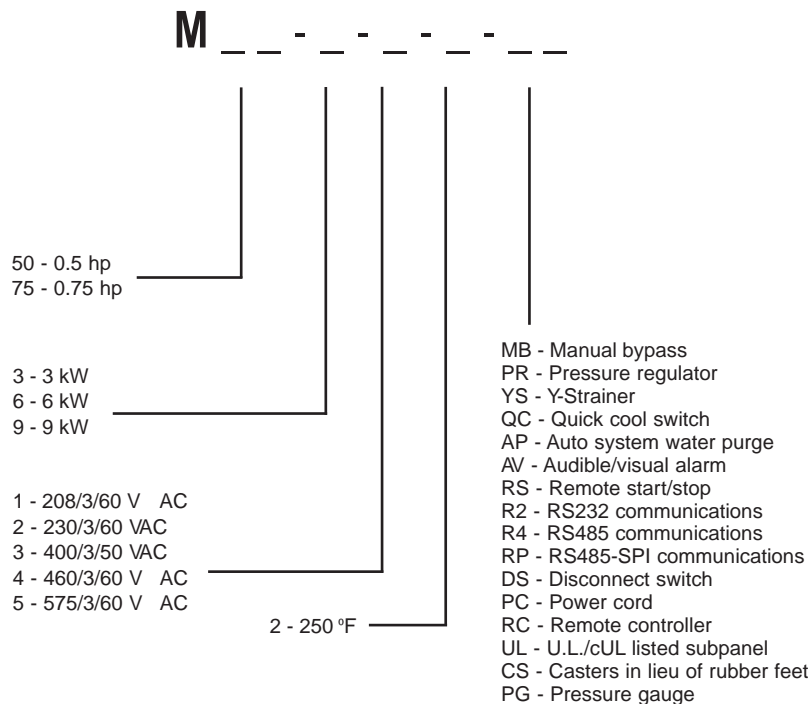 M _ _ - _ - _ - _ - _ _
50 - 0.5 hp
75 - 0.75 hp
3 - 3 kW
6 - 6 kW
9 - 9 kW
1 - 208/3/60 V AC
2 - 230/3/60 VAC
3 - 400/3/50 VAC
4 - 460/3/60 V AC
5 - 575/3/60 V AC
2 - 250 ºF
MB - Manual bypass
PR - Pressure regulator
YS - Y-Strainer
QC - Quick cool switch
AP - Auto system water purge
AV - Audible/visual alarm
RS - Remote start/stop
R2 - RS232 communications
R4 - RS485 communications
RP - RS485-SPI communications
DS - Disconnect switch
PC - Power cord
RC - Remote controller
UL - U.L./cUL listed subpanel
CS - Casters in lieu of rubber feet
PG - Pressure gauge